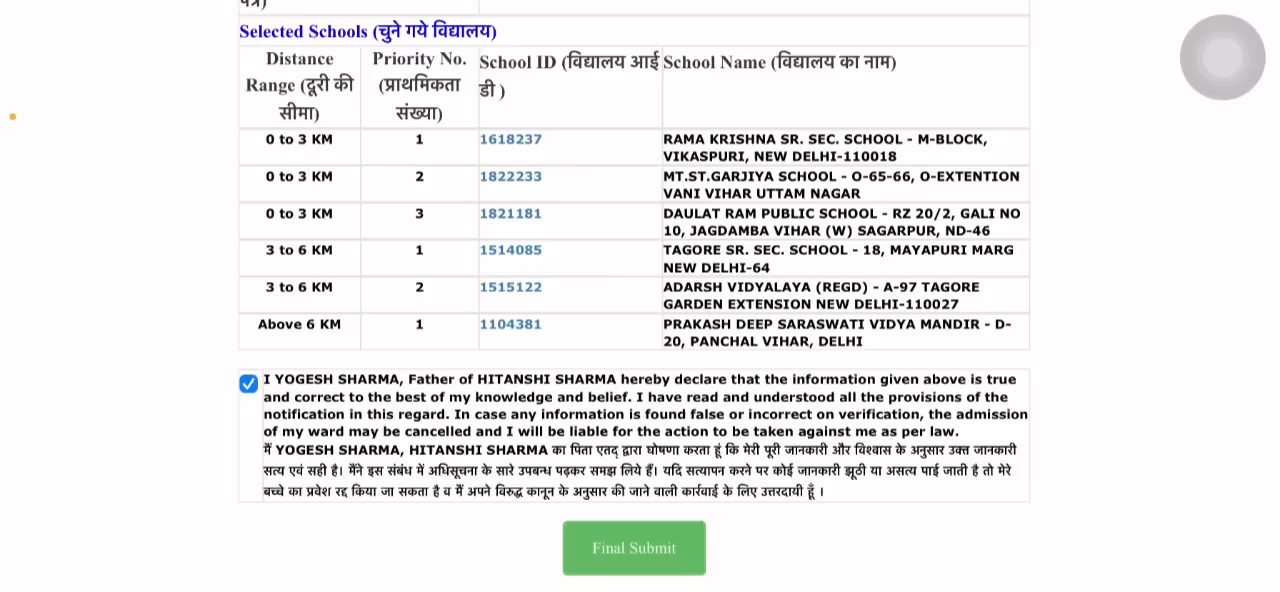 पत्र)
Selected Schools (चुने गये विद्यालय)
Distance Range (दूरी की सीमा) Priority No. (प्राथमिकता संख्या) School ID (विद्यालय आई डी ) School Name (विद्यालय का नाम)
0 to 3 KM 1 1618237 RAMA KRISHNA SR. SEC. SCHOOL - M-BLOCK,
VIKASPURI, NEW DELHI-110018
0 to 3 KM 2 1822233 MT.ST.GARJIYA SCHOOL - O-65-66, O-EXTENTION
VANI VIHAR UTTAM NAGAR
0 to 3 KM 3 1821181 DAULAT RAM PUBLIC SCHOOL - RZ 20/2, GALI NO
10, JAGDAMBA VIHAR (W) SAGARPUR, ND-46
3 to 6 KM 1 1514085 TAGORE SR. SEC. SCHOOL - 18, MAYAPURI MARG
NEW DELHI-64
3 to 6 KM 2 1515122 ADARSH VIDYALAYA (REGD) - A-97 TAGORE
GARDEN EXTENSION NEW DELHI-110027
Above 6 KM 1 1104381 PRAKASH DEEP SARASWATI VIDYA MANDIR - D-
20, PANCHAL VIHAR, DELHI
I YOGESH SHARMA, Father of HITANSHI SHARMA hereby declare that the information given above is true
and correct to the best of my knowledge and belief. I have read and understood all the provisions of the
notification in this regard. In case any information is found false or incorrect on verification, the admission
of my ward may be cancelled and I will be liable for the action to be taken against me as per law.
मैं YOGESH SHARMA, HITANSHI SHARMA का पिता एतद् द्वारा घोषणा करता हूं कि मेरी पूरी जानकारी और विश्वास के अनुसार उक्त जानकारी
सत्य एवं सही है। मैंने इस संबंध में अधिसूचना के सारे उपबन्ध पढ़कर समझ लिये हैं। यदि सत्यापन करने पर कोई जानकारी झूठी या असत्य पाई जाती है तो मेरे
बच्चे का प्रवेश रद्द किया जा सकता है व मैं अपने विरुद्ध कानून के अनुसार की जाने वाली कार्रवाई के लिए उत्तरदायी हूँ ।
Final Submit